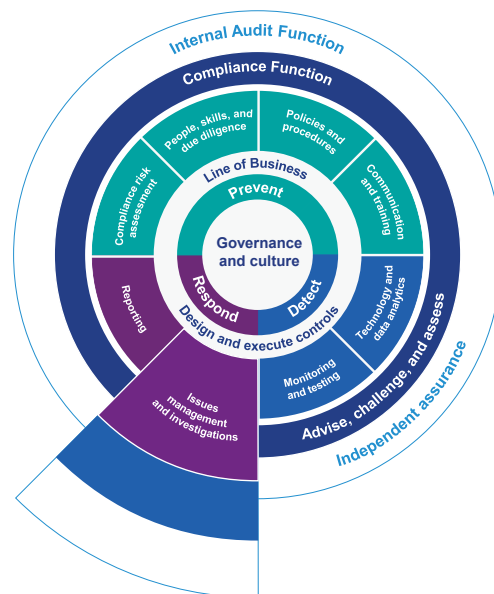 Internal Audit Function
Compliance Function
People, skills, and
due diligence
Policies and
procedures
Compliance risk
assessment
Communication
and training
Line of Business
Prevent
Governance
and culture
Respond
Detect
Reporting
Technology and
data analytics
Design and execute controls
Monitoring
and testing
Issues
management
and investigations
Advise, challenge, and assess
Independent assurance